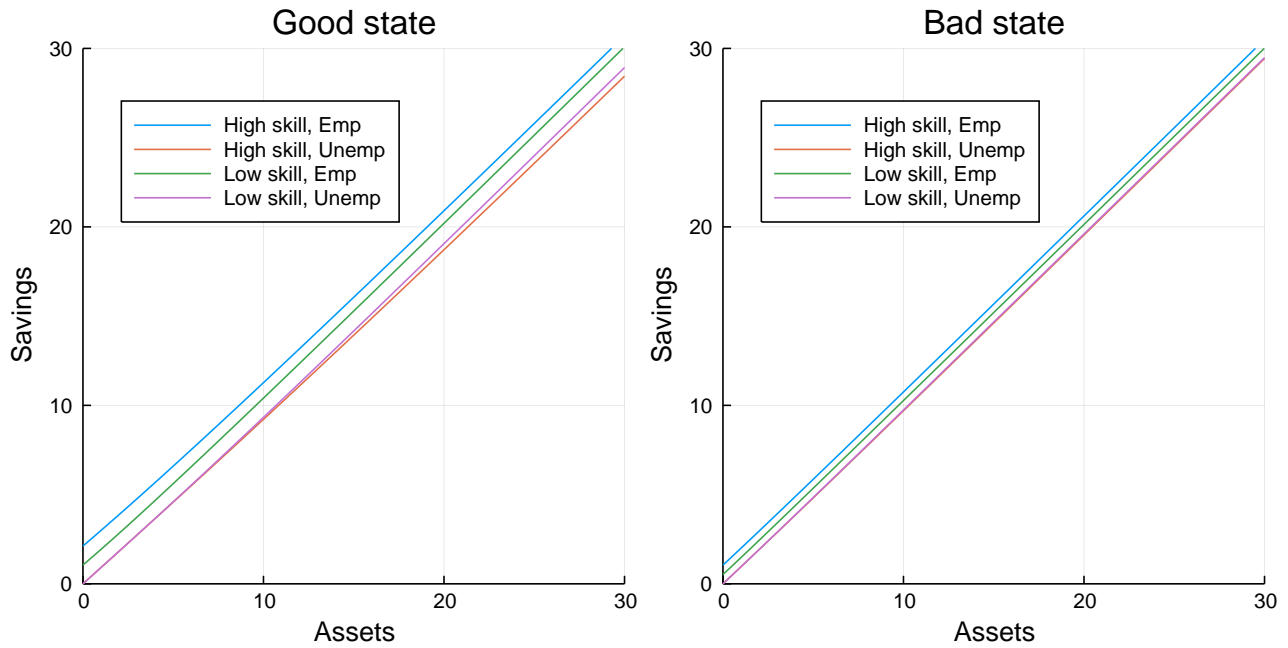 Good state
30
20
10
0
Savings
High skill, Emp
High skill, Unemp
Low skill, Emp
Low skill, Unemp
0
10
20
30
Assets
Bad state
30
20
10
0
Savings
High skill, Emp
High skill, Unemp
Low skill, Emp
Low skill, Unemp
0
10
20
30
Assets